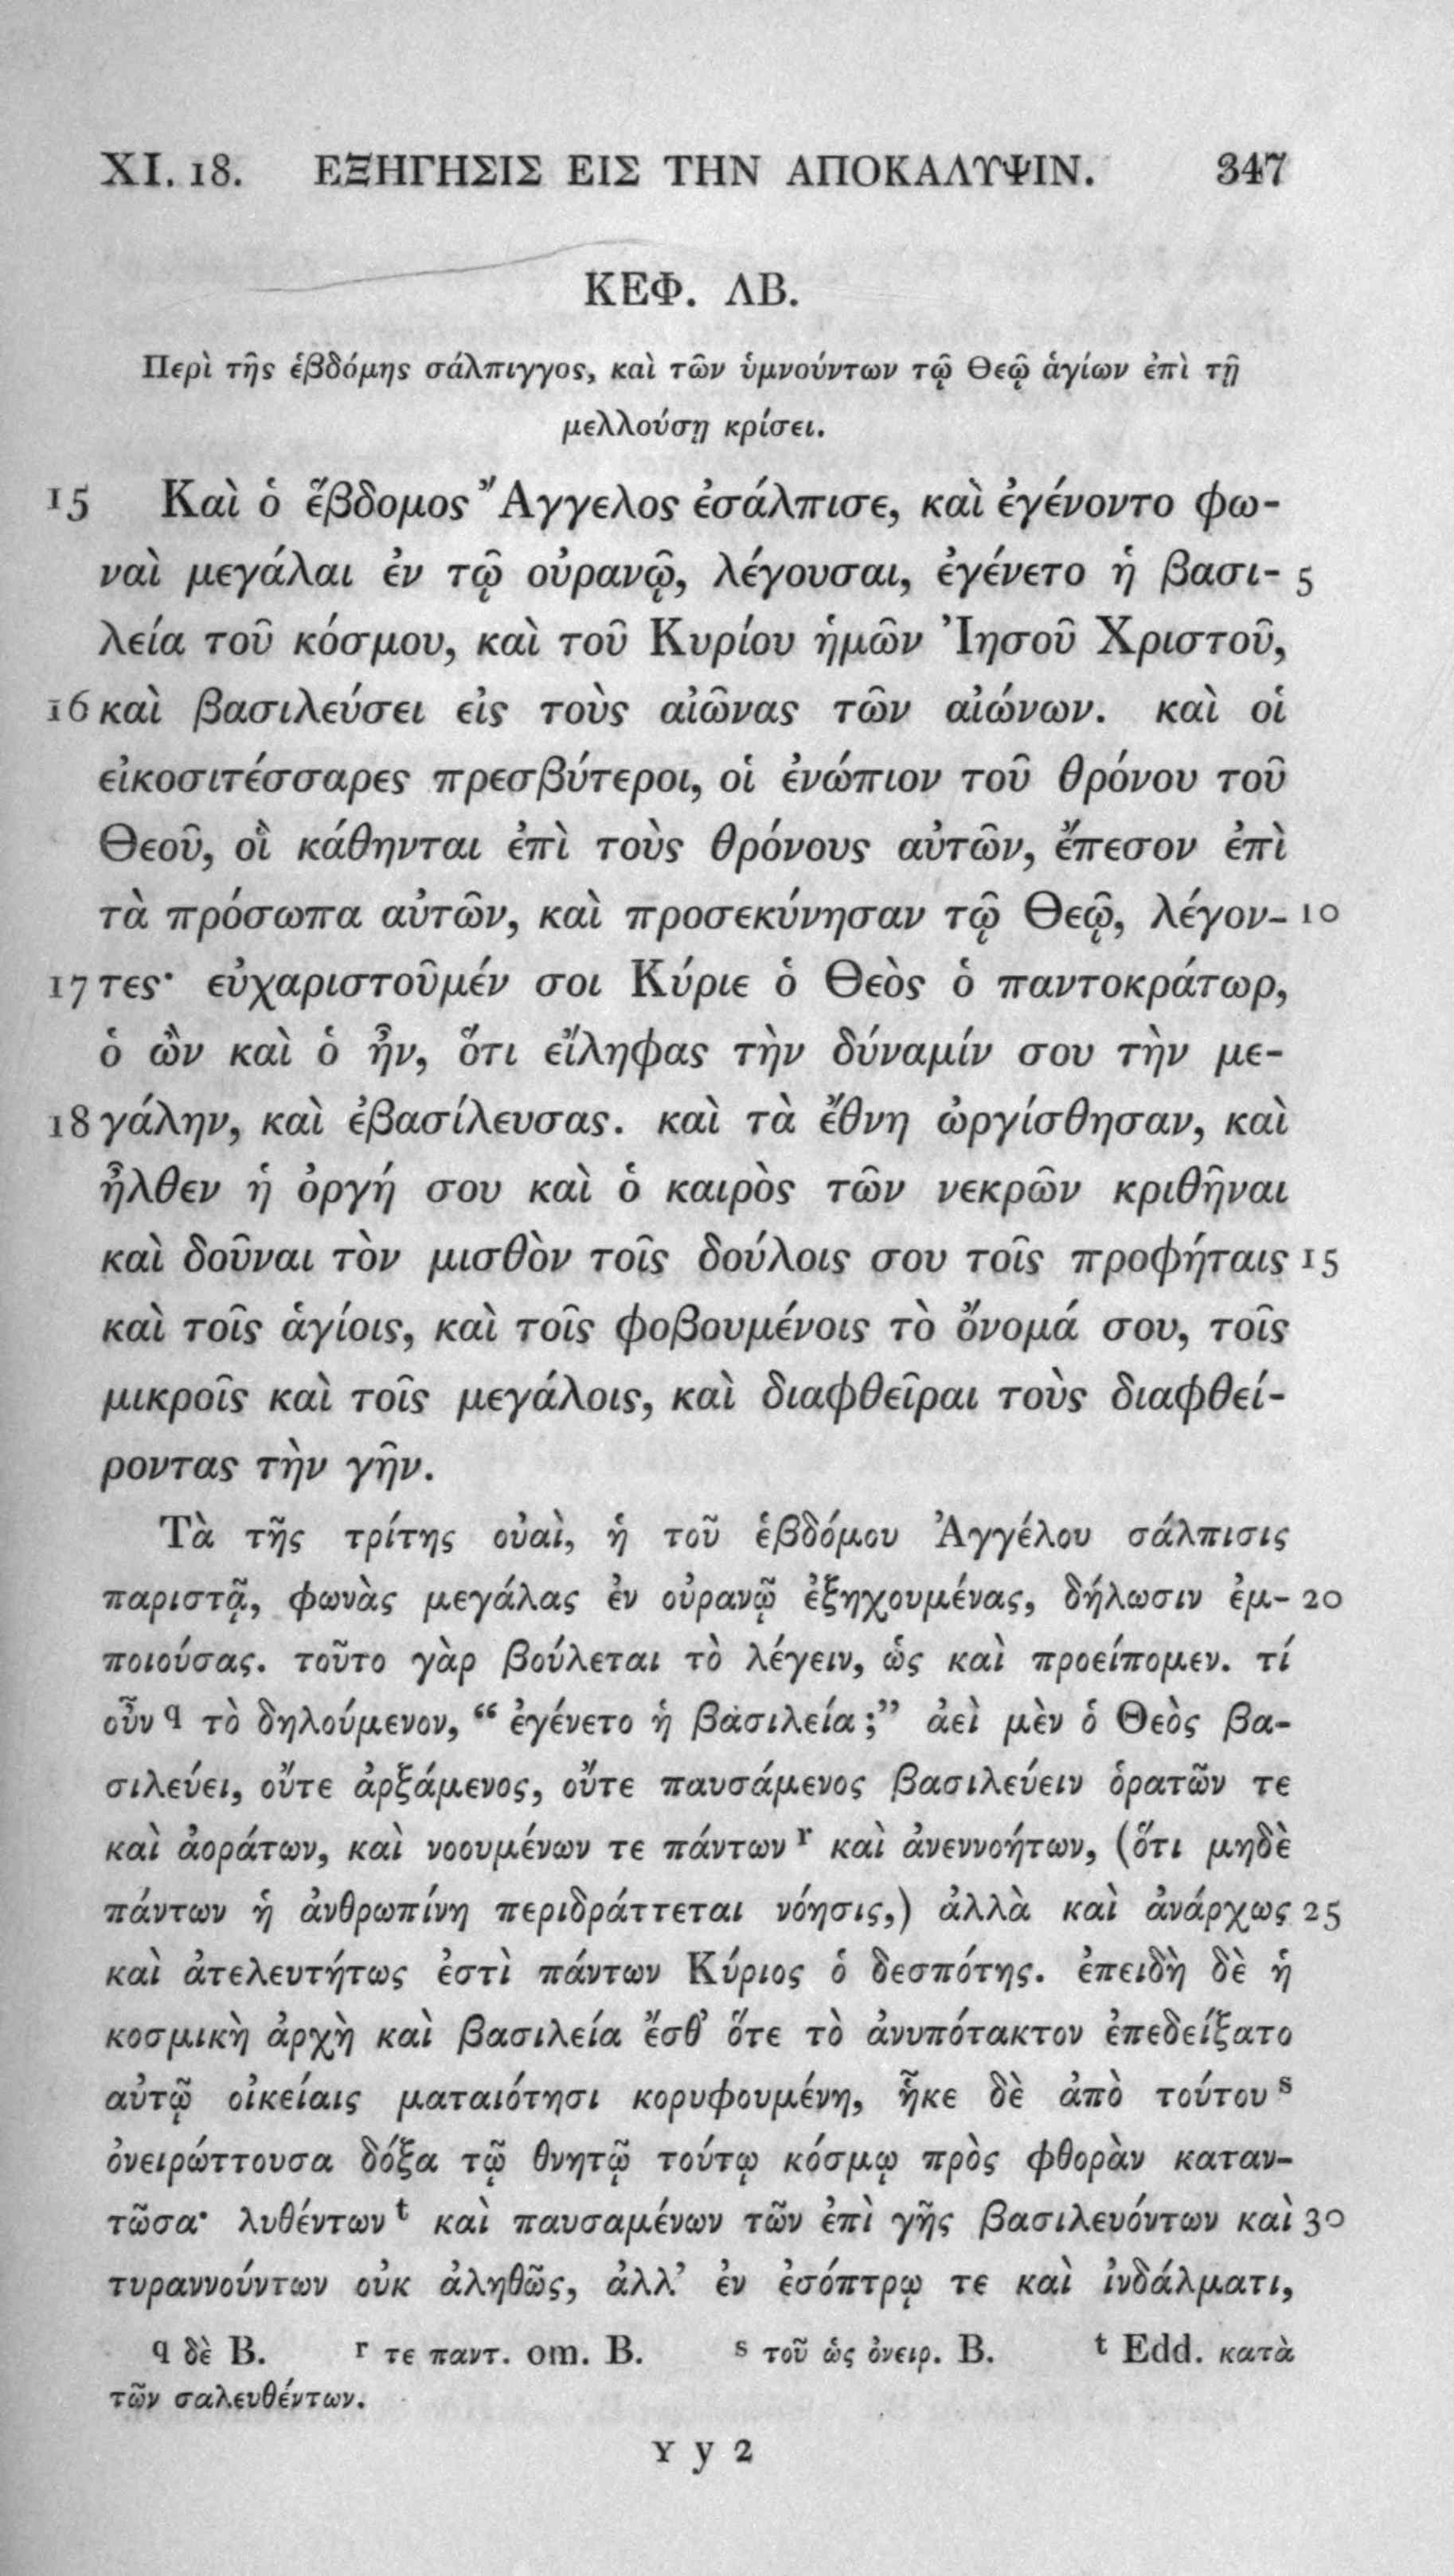 XI. 18. ΕΞΗΓΗΣΙΣ ΕΙΣ ΤΗΝ ΑΠΟΚΑΛΥΨΙΝ. 347
ΚΕΦ. ΛΒ.
Περὶ τῆς ἑβδόμης σάλπιγγος, καὶ τῶν ὑμνούντων τῷ Θεῷ ἁγίων ἐπὶ τῇ
μελλούσῃ κρίσει.
15 Καὶ ὁ ἕβδομος Ἄγγελος ἐσάλπισε, καὶ ἐγένοντο φω-
ναὶ μεγάλαι ἐν τῷ οὐρανῷ, λέγουσαι, ἐγένετο ἡ βασι- 5
λεία τοῦ κόσμου, καὶ τοῦ Κυρίου ἡμῶν Ἰησοῦ Χριστοῦ,
16 καὶ βασιλεύσει εἰς τοὺς αἰῶνας τῶν αἰώνων. καὶ οἱ
εἰκοσιτέσσαρες πρεσβύτεροι, οἱ ἐνώπιον τοῦ θρόνου τοῦ
Θεοῦ, οἳ κάθηνται ἐπὶ τοὺς θρόνους αὐτῶν, ἔπεσον ἐπὶ
τὰ πρόσωπα αὐτῶν, καὶ προσεκύνησαν τῷ Θεῷ, λέγον- 10
17 τες· εὐχαριστοῦμέν σοι Κύριε ὁ Θεὸς ὁ παντοκράτωρ,
ὁ ὢν καὶ ὁ ἦν, ὅτι εἴληφας τὴν δύναμίν σου τὴν με-
18 γάλην, καὶ ἐβασίλευσας. καὶ τὰ ἔθνη ὠργίσθησαν, καὶ
ἦλθεν ἡ ὀργή σου καὶ ὁ καιρὸς τῶν νεκρῶν κριθῆναι
καὶ δοῦναι τὸν μισθὸν τοῖς δούλοις σου τοῖς προφήταις 15
καὶ τοῖς ἁγίοις, καὶ τοῖς φοβουμένοις τὸ ὄνομά σου, τοῖς
μικροῖς καὶ τοῖς μεγάλοις, καὶ διαφθεῖραι τοὺς διαφθεί-
ροντας τὴν γῆν.
Τὰ τῆς τρίτης οὐαὶ, ἡ τοῦ ἑβδόμου Ἀγγέλου σάλπισις
παριστᾷ, φωνὰς μεγάλας ἐν οὐρανῷ ἐξηχουμένας, δήλωσιν ἐμ- 20
ποιούσας. τοῦτο γὰρ βούλεται τὸ λέγειν, ὡς καὶ προείπομεν. τί
οὖν q τὸ δηλούμενον, “ ἐγένετο ἡ βασιλεία ;” ἀεὶ μὲν ὁ Θεὸς βα-
σιλεύει, οὔτε ἀρξάμενος, οὔτε παυσάμενος βασιλεύειν ὁρατῶν τε
καὶ ἀοράτων, καὶ νοουμένων τε πάντων r καὶ ἀνεννοήτων, (ὅτι μηδὲ
πάντων ἡ ἀνθρωπίνη περιδράττεται νόησις,) ἀλλὰ καὶ ἀνάρχως 25
καὶ ἀτελευτήτως ἐστὶ πάντων Κύριος ὁ δεσπότης. ἐπειδὴ δὲ ἡ
κοσμικὴ ἀρχὴ καὶ βασιλεία ἔσθ’ ὅτε τὸ ἀνυπότακτον ἐπεδείξατο
αὐτῷ οἰκείαις ματαιότησι κορυφουμένη, ἧκε δὲ ἀπὸ τούτου s
ὀνειρώττουσα δόξα τῷ θνητῷ τούτῳ κόσμῳ πρὸς φθορὰν καταν-
τῶσα· λυθέντων t καὶ παυσαμένων τῶν ἐπὶ γῆς βασιλευόντων καὶ 30
τυραννούντων οὐκ ἀληθῶς, ἀλλ’ ἐν ἐσόπτρῳ τε καὶ ἰνδάλματι,
q δὲ B. r τε παντ. om. B. s τοῦ ὡς ὀνειρ. B. t Edd. κατὰ
τῶν σαλευθέντων.
Y y 2